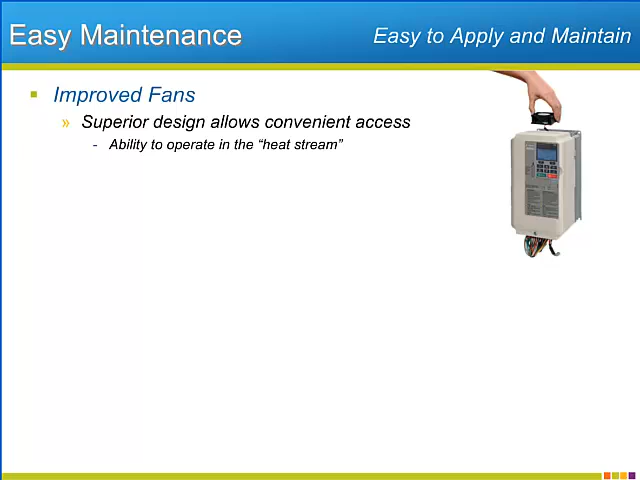 Easy Maintenance
Easy to Apply and Maintain
Improved Fans
» Superior design allows convenient access
- Ability to operate in the “heat stream”